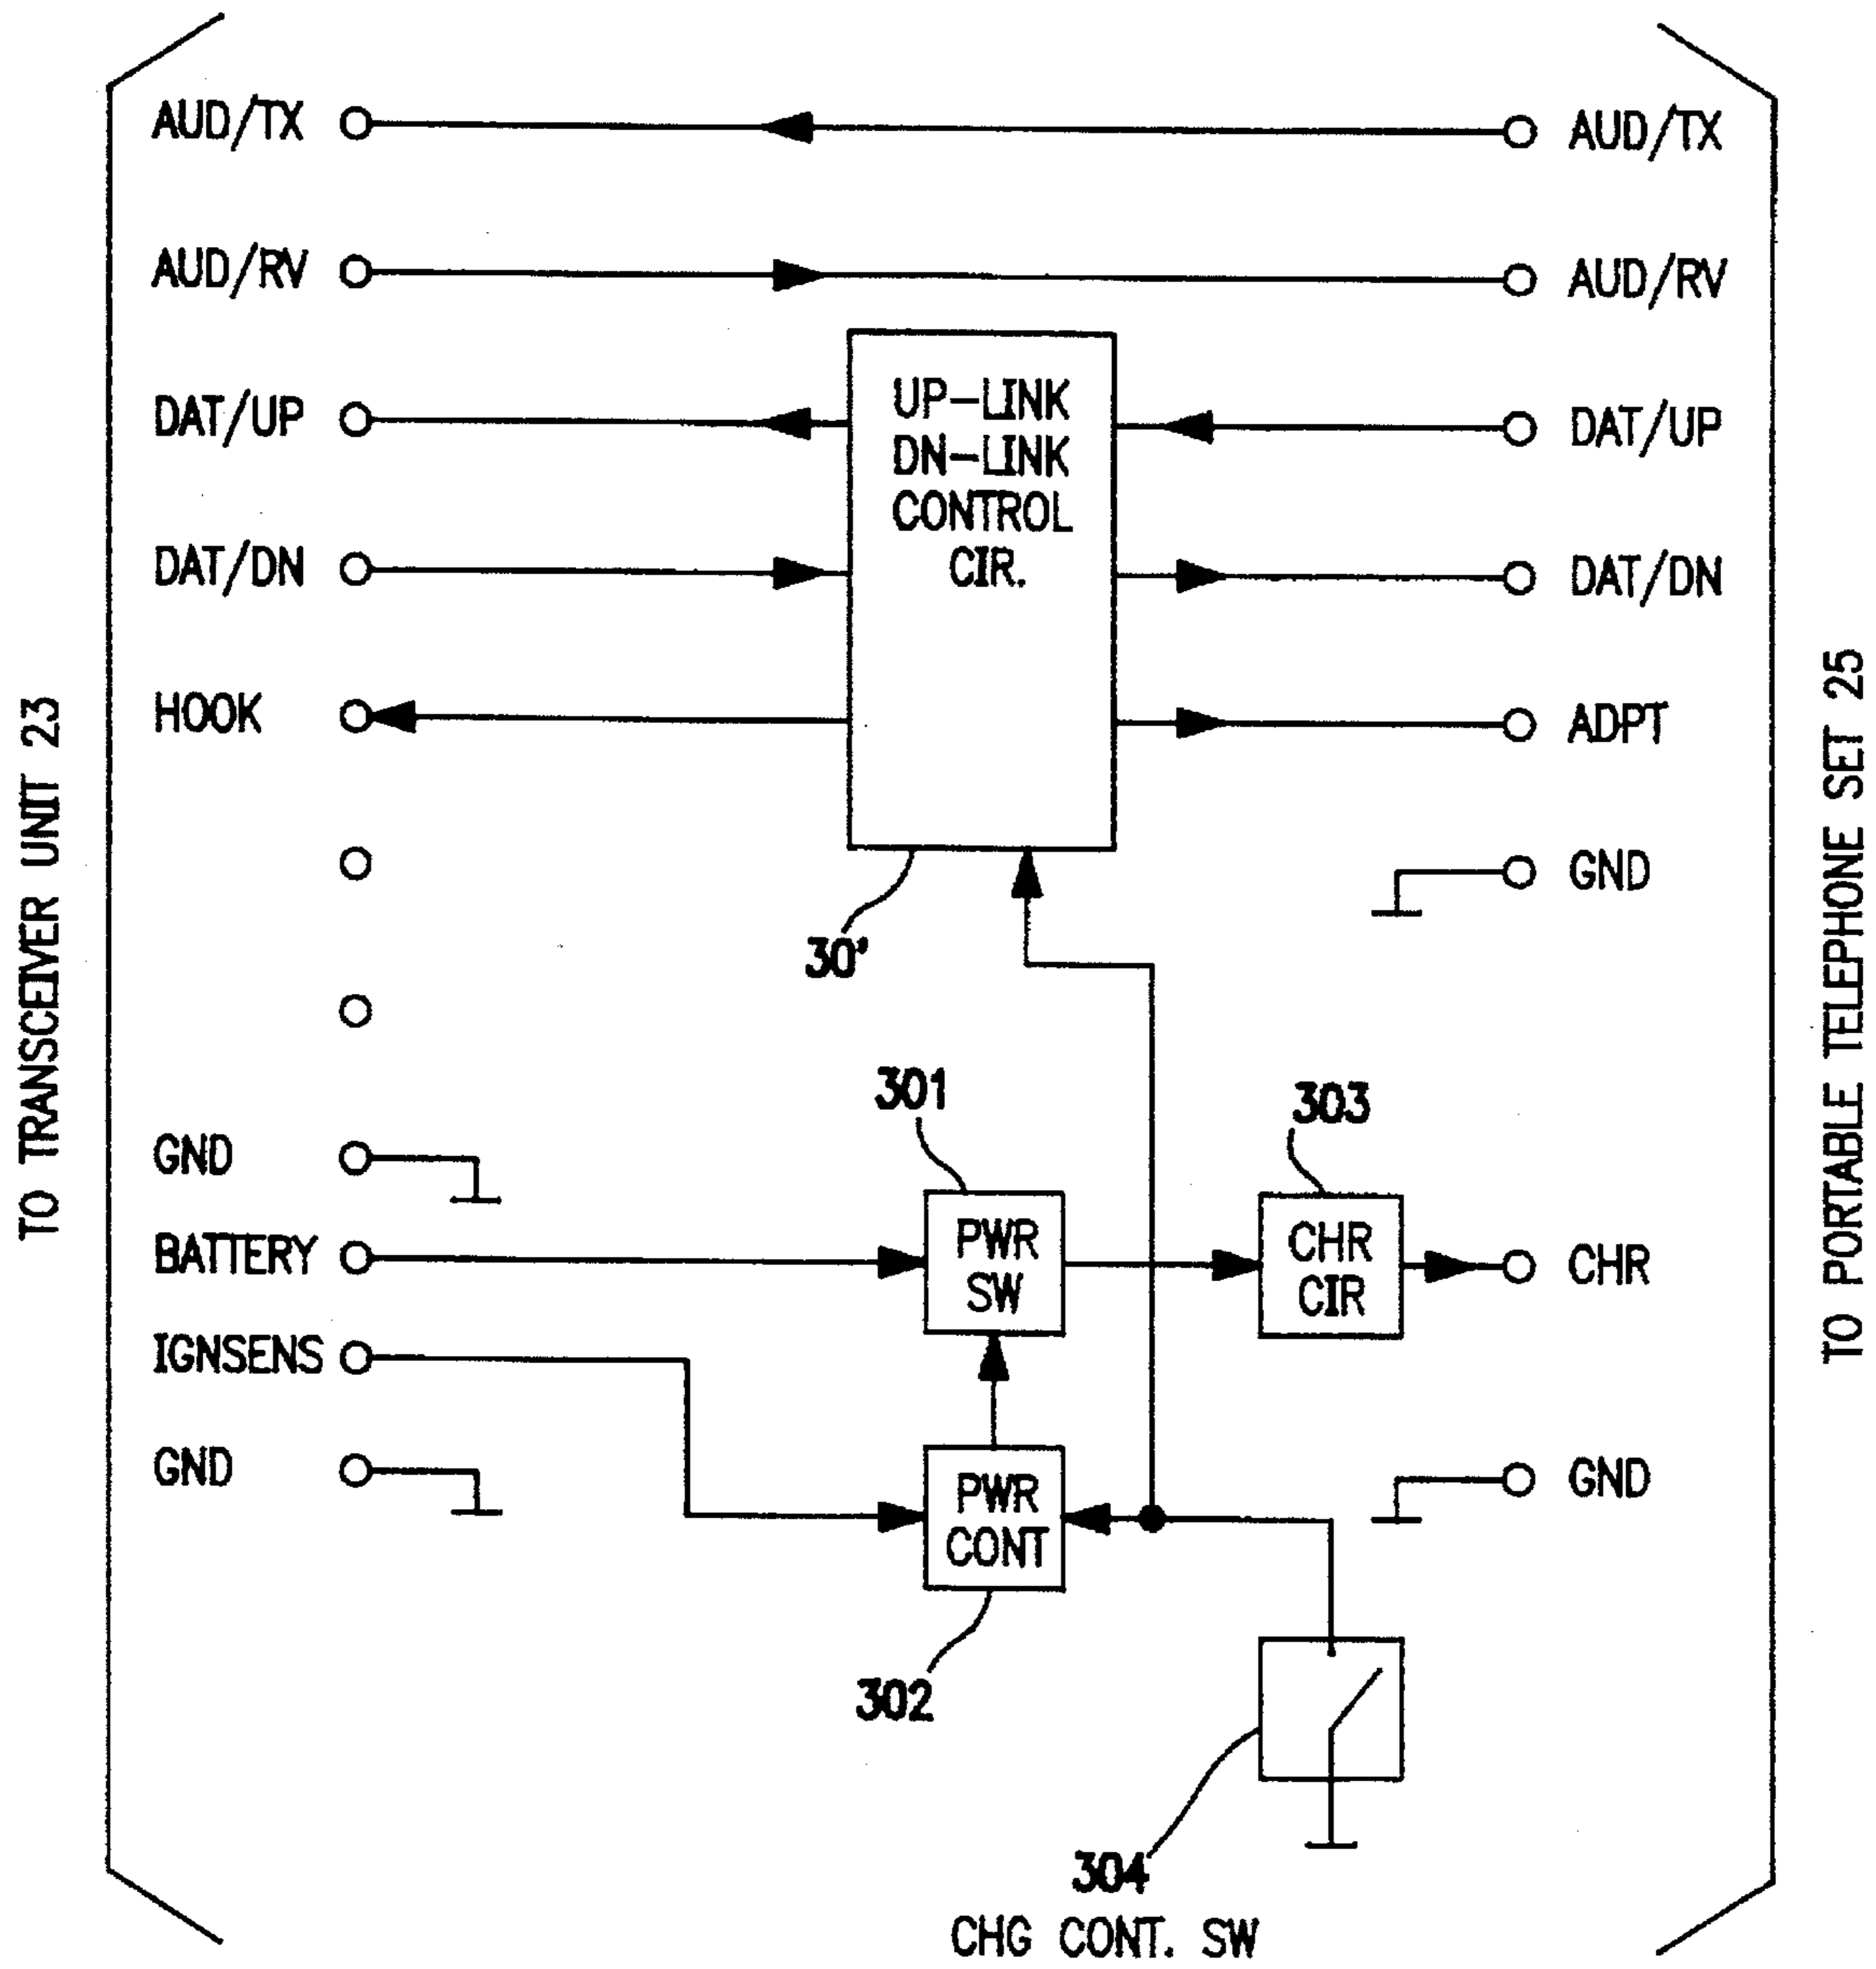 AUD/TX
AUD/TX
AUD/RV
AUD/RV
UP-LINK
DN-LINK
CONTROL
CIR.
DAT/UP
DAT/UP
DAT/DN
DAT/DN
HOOK
ADPT
GND
30'
TO TRANSCEIVER UNIT 23
TO PORTABLE TELEPHONE SET 25
301
303
GND
BATTERY
PWR
SW
CHR
CIR
CHR
IGNSENS
GND
PWR
CONT
GND
302
304
CHG CONT. SW